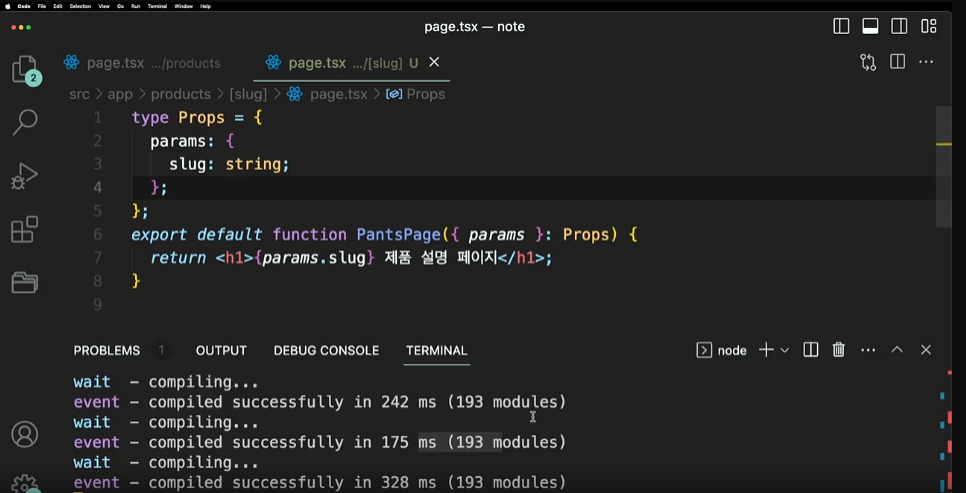 Code File Edit Selection View Go Run Terminal Window Help
page.tsx — note
page.tsx .../products page.tsx .../[slug] U
2
src > app > products > [slug] > page.tsx > Props
1 type Props = {
2 params: {
3 slug: string;
4 };
5 };
6 export default function PantsPage({ params }: Props) {
7 return <h1>{params.slug} 제품 설명 페이지</h1>;
8 }
9
PROBLEMS 1 OUTPUT DEBUG CONSOLE TERMINAL node
wait - compiling...
event - compiled successfully in 242 ms (193 modules)
wait - compiling...
event - compiled successfully in 175 ms (193 modules)
wait - compiling...
event - compiled successfully in 328 ms (193 modules)